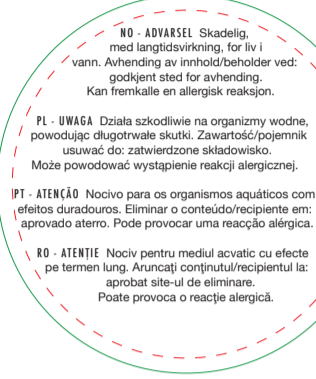 NO - ADVARSEL Skadelig,
med langtidsvirkning, for liv i
vann. Avhending av innhold/beholder ved:
godkjent sted for avhending.
Kan fremkalle en allergisk reaksjon.
PL - UWAGA Działa szkodliwie na organizmy wodne,
powodując długotrwałe skutki. Zawartość/pojemnik
usuwać do: zatwierdzone składowisko.
Może powodować wystąpienie reakcji alergicznej.
PT - ATENÇÃO Nocivo para os organismos aquáticos com
efeitos duradouros. Eliminar o conteúdo/recipiente em:
aprovado aterro. Pode provocar uma reacção alérgica.
RO - ATENȚIE Nociv pentru mediul acvatic cu efecte
pe termen lung. Aruncați conținutul/recipientul la:
aprobat site-ul de eliminare.
Poate provoca o reacție alergică.